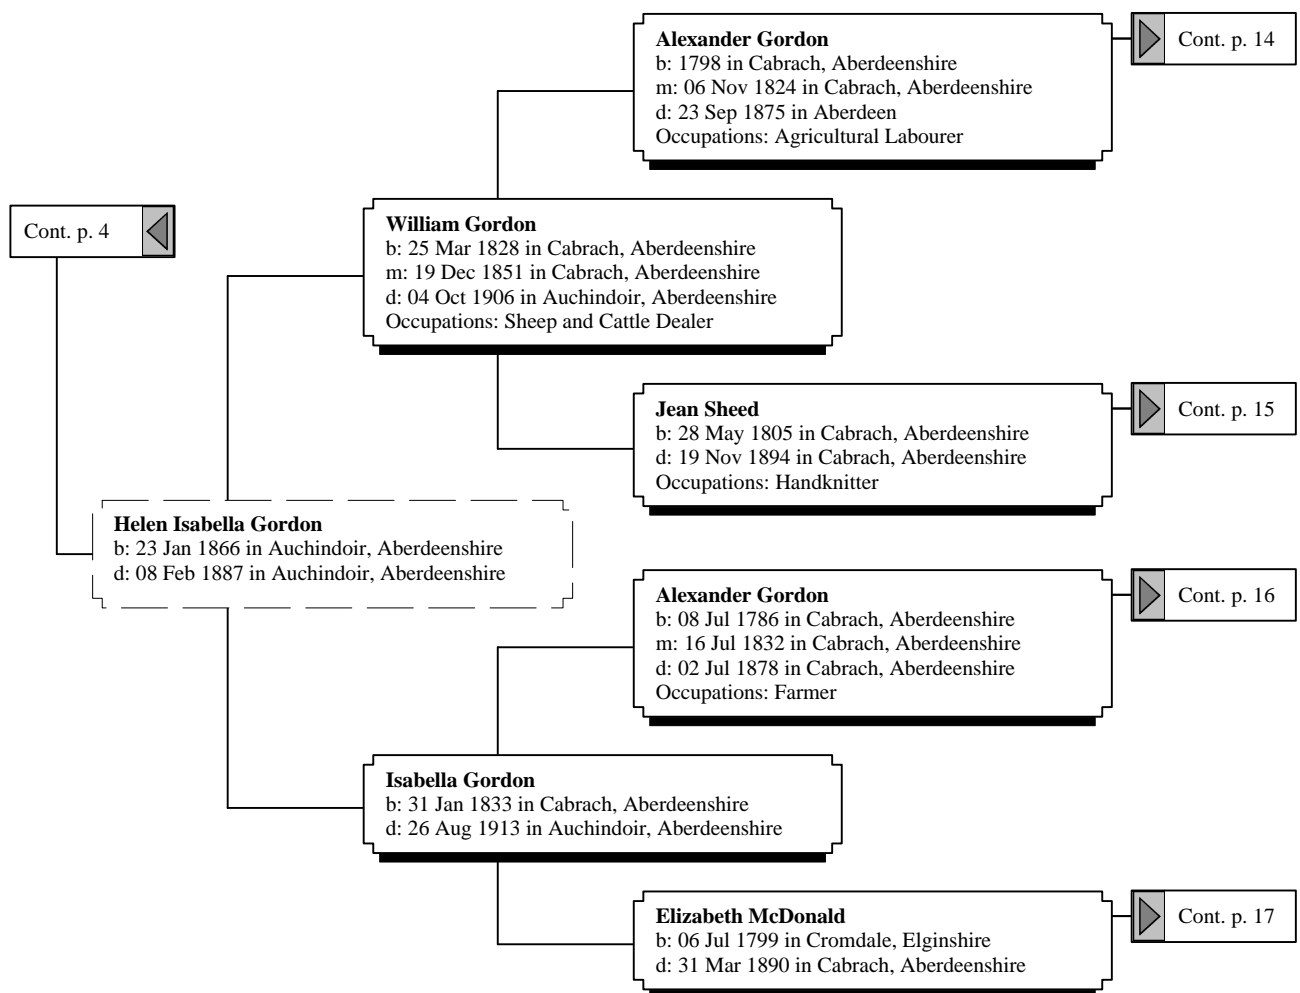 Alexander Gordon
b: 1798 in Cabrach, Aberdeenshire
m: 06 Nov 1824 in Cabrach, Aberdeenshire
d: 23 Sep 1875 in Aberdeen
Occupations: Agricultural Labourer
Cont. p. 14
Cont. p. 4
William Gordon
b: 25 Mar 1828 in Cabrach, Aberdeenshire
m: 19 Dec 1851 in Cabrach, Aberdeenshire
d: 04 Oct 1906 in Auchindoir, Aberdeenshire
Occupations: Sheep and Cattle Dealer
Jean Sheed
b: 28 May 1805 in Cabrach, Aberdeenshire
d: 19 Nov 1894 in Cabrach, Aberdeenshire
Occupations: Handknitter
Cont. p. 15
Helen Isabella Gordon
b: 23 Jan 1866 in Auchindoir, Aberdeenshire
d: 08 Feb 1887 in Auchindoir, Aberdeenshire
Alexander Gordon
b: 08 Jul 1786 in Cabrach, Aberdeenshire
m: 16 Jul 1832 in Cabrach, Aberdeenshire
d: 02 Jul 1878 in Cabrach, Aberdeenshire
Occupations: Farmer
Cont. p. 16
Isabella Gordon
b: 31 Jan 1833 in Cabrach, Aberdeenshire
d: 26 Aug 1913 in Auchindoir, Aberdeenshire
Elizabeth McDonald
b: 06 Jul 1799 in Cromdale, Elginshire
d: 31 Mar 1890 in Cabrach, Aberdeenshire
Cont. p. 17